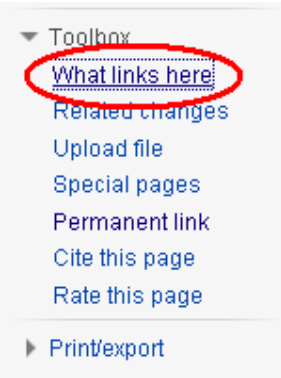 Toolbox
What links here
Related changes
Upload file
Special pages
Permanent link
Cite this page
Rate this page
Print/export